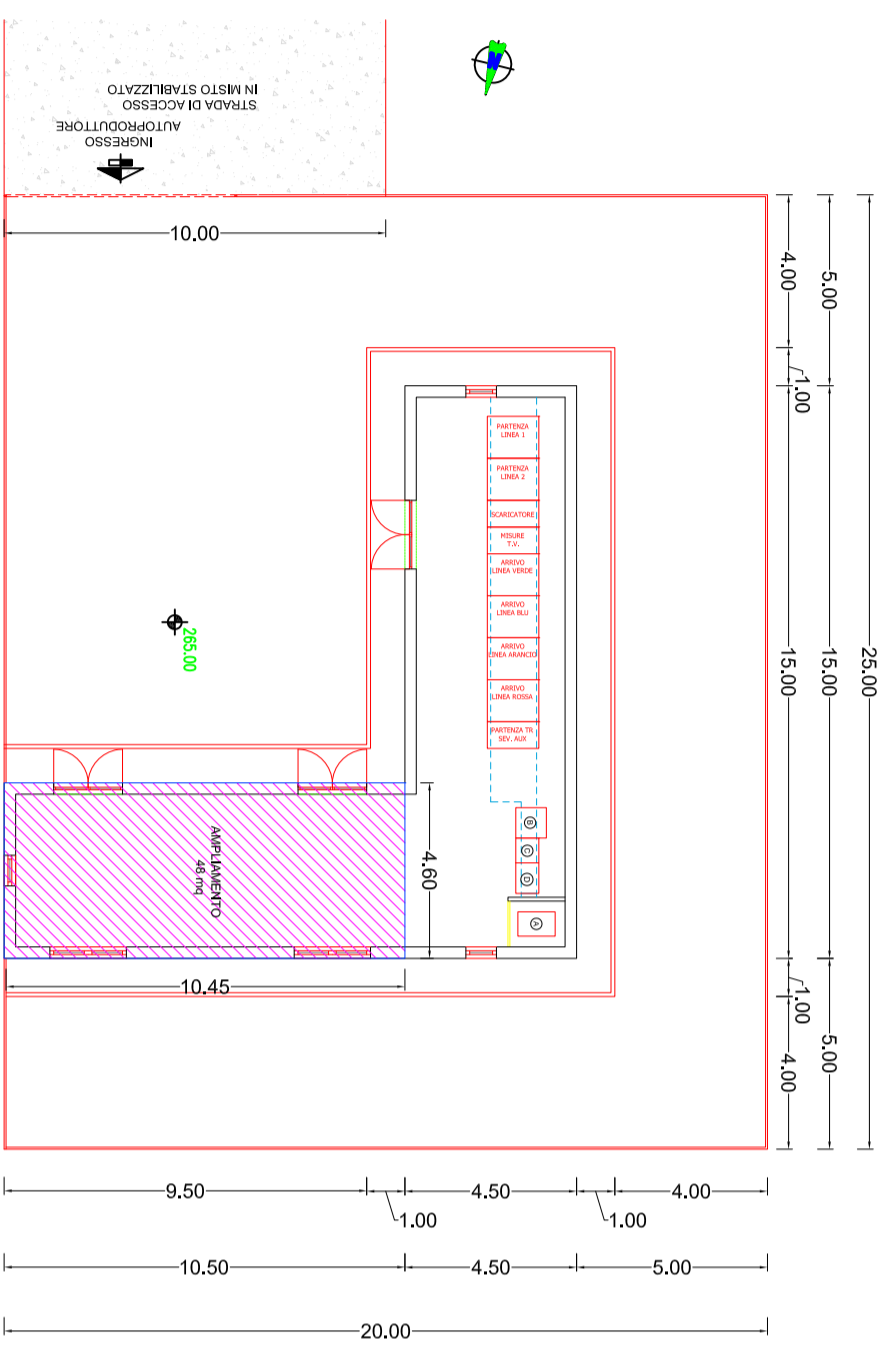 STRADA DI ACCESSO
IN MISTO STABILIZZATO
INGRESSO
AUTOPRODUTTORE
N
10.00
4.00
5.00
1.00
15.00
15.00
25.00
1.00
5.00
4.00
PARTENZA
LINEA 1
PARTENZA
LINEA 2
SCARICATORE
MISURE
T.V.
ARRIVO
LINEA VERDE
ARRIVO
LINEA BLU
ARRIVO
LINEA ARANCIO
ARRIVO
LINEA ROSSA
PARTENZA TR
SEV. AUX
B
C
D
A
265.00
AMPLIAMENTO
48 mq
4.60
10.45
9.50
1.00
4.50
1.00
4.00
10.50
4.50
5.00
20.00